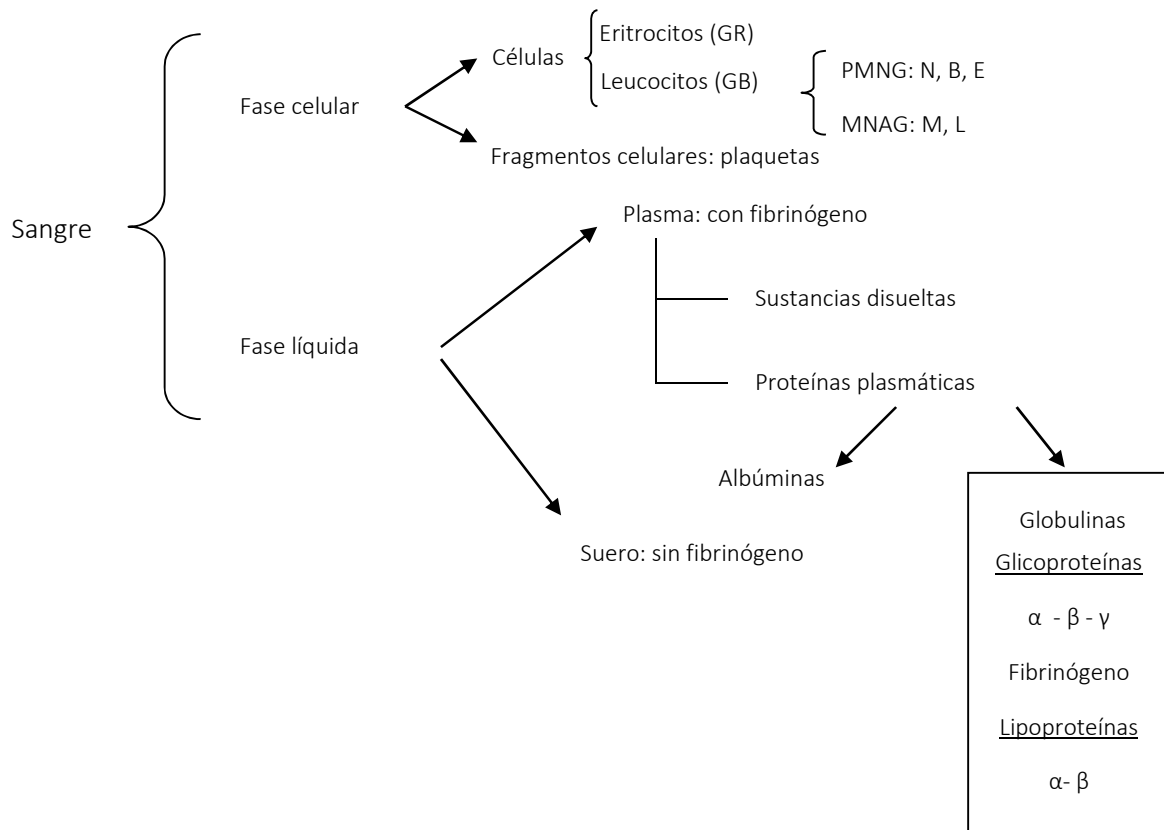 Sangre
Fase celular
Células
Eritrocitos (GR)
Leucocitos (GB)
PMNG: N, B, E
MNAG: M, L
Fragmentos celulares: plaquetas
Fase líquida
Plasma: con fibrinógeno
Sustancias disueltas
Proteínas plasmáticas
Albúminas
Globulinas
Glicoproteínas
α - β - γ
Fibrinógeno
Lipoproteínas
α- β
Suero: sin fibrinógeno